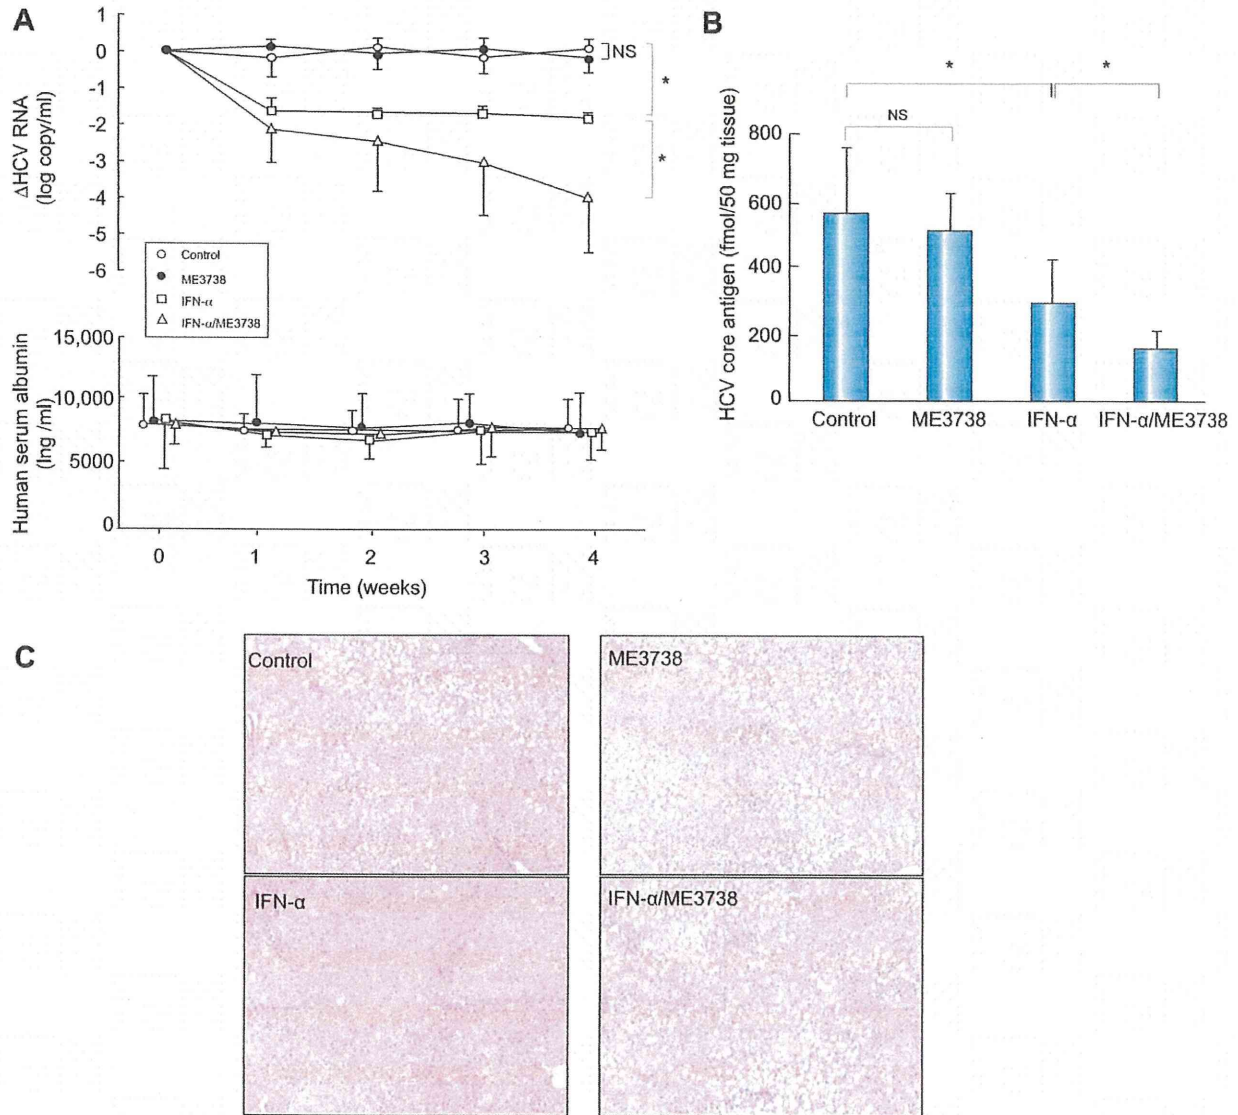 A
1
0
-1
-2
-3
-4
-5
-6
ΔHCV RNA
(log copy/ml)
NS
*
*
Control
ME3738
IFN-α
IFN-α/ME3738
15,000
10,000
5000
0
Human serum albumin
(lng /ml)
0 1 2 3 4
Time (weeks)
B
* *
NS
800
600
400
200
0
HCV core antigen (fmol/50 mg tissue)
Control ME3738 IFN-α IFN-α/ME3738
C
Control ME3738
IFN-α IFN-α/ME3738